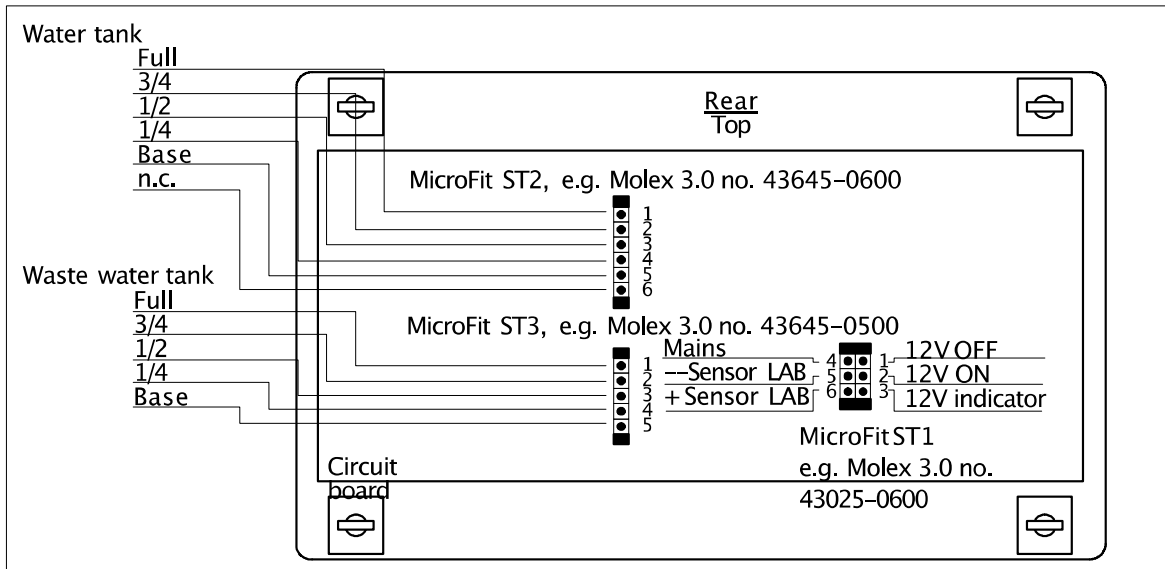 Water tank
Full
3/4
1/2
1/4
Base
n.c.
Rear
Top
MicroFit ST2, e.g. Molex 3.0 no. 43645-0600
1
2
3
4
5
6
Waste water tank
Full
3/4
1/2
1/4
Base
MicroFit ST3, e.g. Molex 3.0 no. 43645-0500
1
2
3
4
5
Mains 4 1 12V OFF
--Sensor LAB 5 2 12V ON
+ Sensor LAB 6 3 12V indicator
MicroFit ST1
e.g. Molex 3.0 no.
43025-0600
Circuit
board